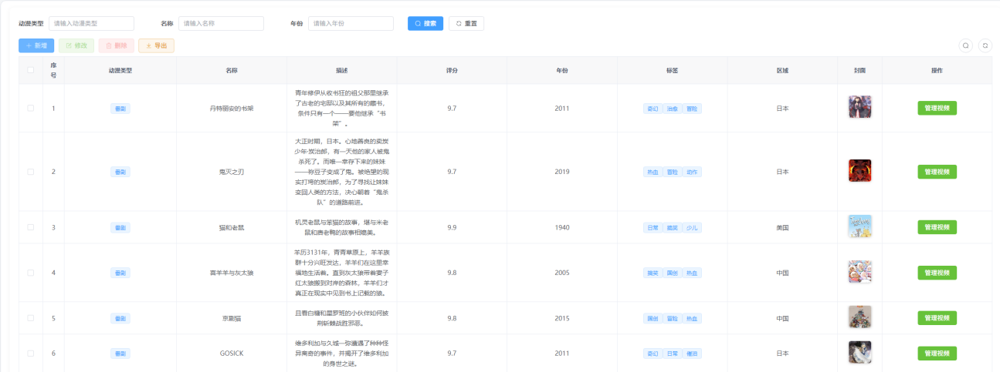 动漫类型 请输入动漫类型 名称 请输入名称 年份 请输入年份 搜索 重置
新增 修改 删除 导出
序号 动漫类型 名称 描述 评分 年份 标签 区域 封面 操作
1 番剧 丹特丽安的书架
青年修伊从收书狂的祖父那里继承
了古老的宅邸以及其所有的藏书，
条件只有一个——要他继承“书
架”。
9.7 2011 奇幻 治愈 冒险 日本 管理视频
2 番剧 鬼灭之刃
大正时期，日本。心地善良的卖炭
少年·炭治郎，有一天他的家人被鬼
杀死了。而唯一幸存下来的妹妹
——祢豆子变成了鬼。被绝望的现
实打垮的炭治郎，为了寻找让妹妹
变回人类的方法，决心朝着“鬼杀
队”的道路前进。
9.7 2019 热血 冒险 动作 日本 管理视频
3 番剧 猫和老鼠
机灵老鼠与笨猫的故事，堪与米老
鼠和唐老鸭的故事相媲美。
9.9 1940 日常 搞笑 少儿 美国 管理视频
4 番剧 喜羊羊与灰太狼
羊历3131年，青青草原上，羊羊族
群十分兴旺发达，羊羊们在这里幸
福地生活着。直到灰太狼带着妻子
红太狼搬到对岸的森林，羊羊们才
真正在现实中见到书上记载的狼。
9.8 2005 搞笑 国创 热血 中国 管理视频
5 番剧 京剧猫
且看白糖和星罗班的小伙伴如何披
荆斩棘战胜邪恶。
9.8 2015 国创 冒险 热血 中国 管理视频
6 番剧 GOSICK
维多利加与久城一弥遭遇了种种怪
异离奇的事件，并揭开了维多利加
的身世之谜。
9.7 2011 奇幻 日常 催泪 日本 管理视频